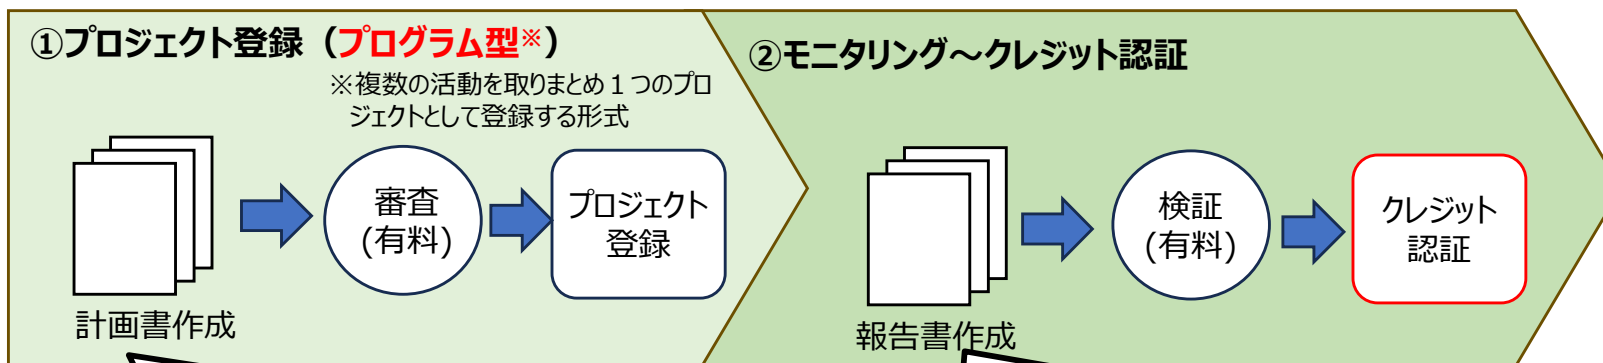 ①プロジェクト登録（プログラム型※）
※複数の活動を取りまとめ１つのプロ
ジェクトとして登録する形式
計画書作成
審査
(有料)
プロジェクト
登録
②モニタリング～クレジット認証
報告書作成
検証
(有料)
クレジット
認証